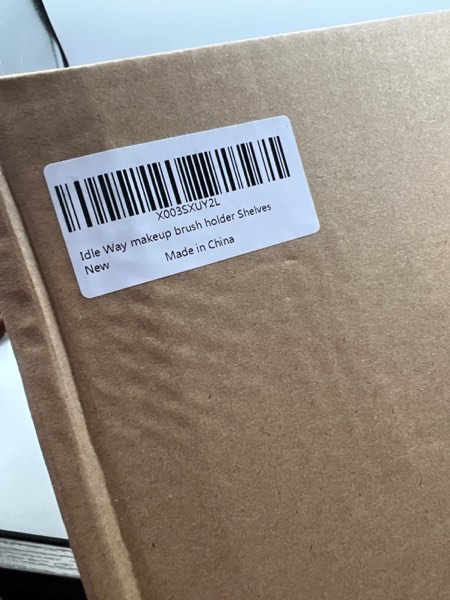 X003SXUY2L
Idle Way makeup brush holder Shelves
New
Made in China